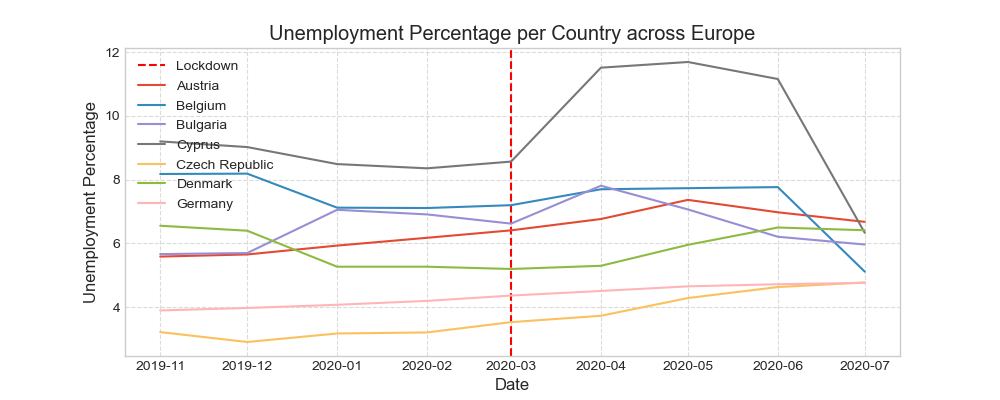 Unemployment Percentage per Country across Europe
Unemployment Percentage
12
10
8
6
4
Lockdown
Austria
Belgium
Bulgaria
Cyprus
Czech Republic
Denmark
Germany
2019-11 2019-12 2020-01 2020-02 2020-03 2020-04 2020-05 2020-06 2020-07
Date